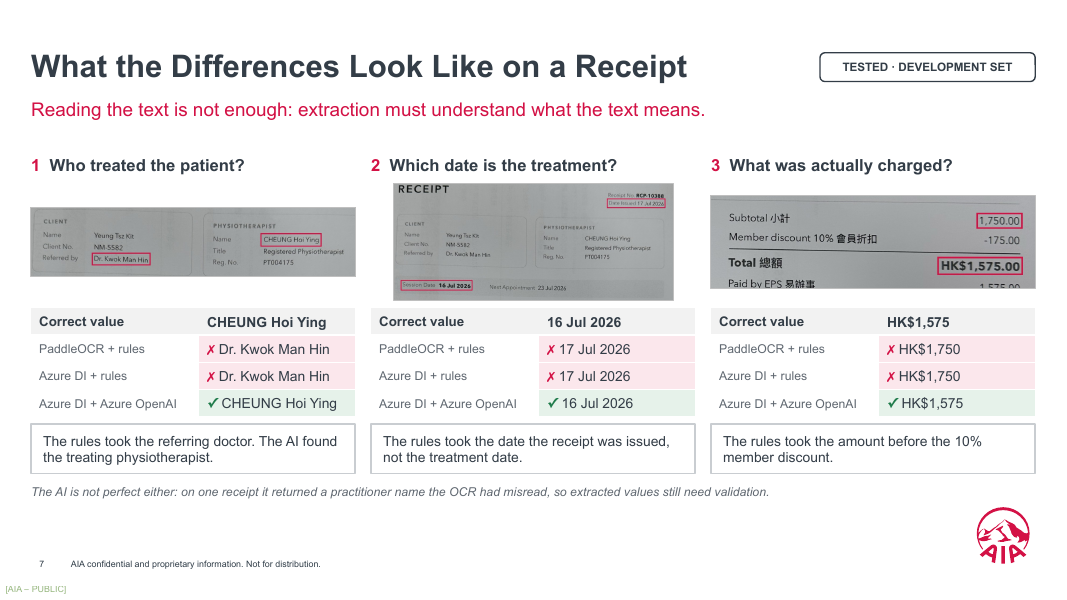 What the Differences Look Like on a Receipt
TESTED · DEVELOPMENT SET
Reading the text is not enough: extraction must understand what the text means.
1 Who treated the patient?
CLIENT
Name Yeung Tsz Kit
Client No. NM-5582
Referred by Dr. Kwok Man Hin
PHYSIOTHERAPIST
Name CHEUNG Hoi Ying
Title Registered Physiotherapist
Reg. No. PT004175
Correct value CHEUNG Hoi Ying
PaddleOCR + rules ✗ Dr. Kwok Man Hin
Azure DI + rules ✗ Dr. Kwok Man Hin
Azure DI + Azure OpenAI ✓ CHEUNG Hoi Ying
The rules took the referring doctor. The AI found
the treating physiotherapist.
2 Which date is the treatment?
RECEIPT
Receipt No. RCP-10388
Date Issued 17 Jul 2026
CLIENT
Name Yeung Tsz Kit
Client No. NM-5582
Referred by Dr. Kwok Man Hin
PHYSIOTHERAPIST
Name CHEUNG Hoi Ying
Title Registered Physiotherapist
Reg. No. PT004175
Session Date 16 Jul 2026 Next Appointment 23 Jul 2026
Correct value 16 Jul 2026
PaddleOCR + rules ✗ 17 Jul 2026
Azure DI + rules ✗ 17 Jul 2026
Azure DI + Azure OpenAI ✓ 16 Jul 2026
The rules took the date the receipt was issued,
not the treatment date.
3 What was actually charged?
Subtotal 小計 1,750.00
Member discount 10% 會員折扣 -175.00
Total 總額 HK$1,575.00
Paid by EPS 易辦事 1,575.00
Correct value HK$1,575
PaddleOCR + rules ✗ HK$1,750
Azure DI + rules ✗ HK$1,750
Azure DI + Azure OpenAI ✓ HK$1,575
The rules took the amount before the 10%
member discount.
The AI is not perfect either: on one receipt it returned a practitioner name the OCR had misread, so extracted values still need validation.
AIA
7 AIA confidential and proprietary information. Not for distribution.
[AIA – PUBLIC]